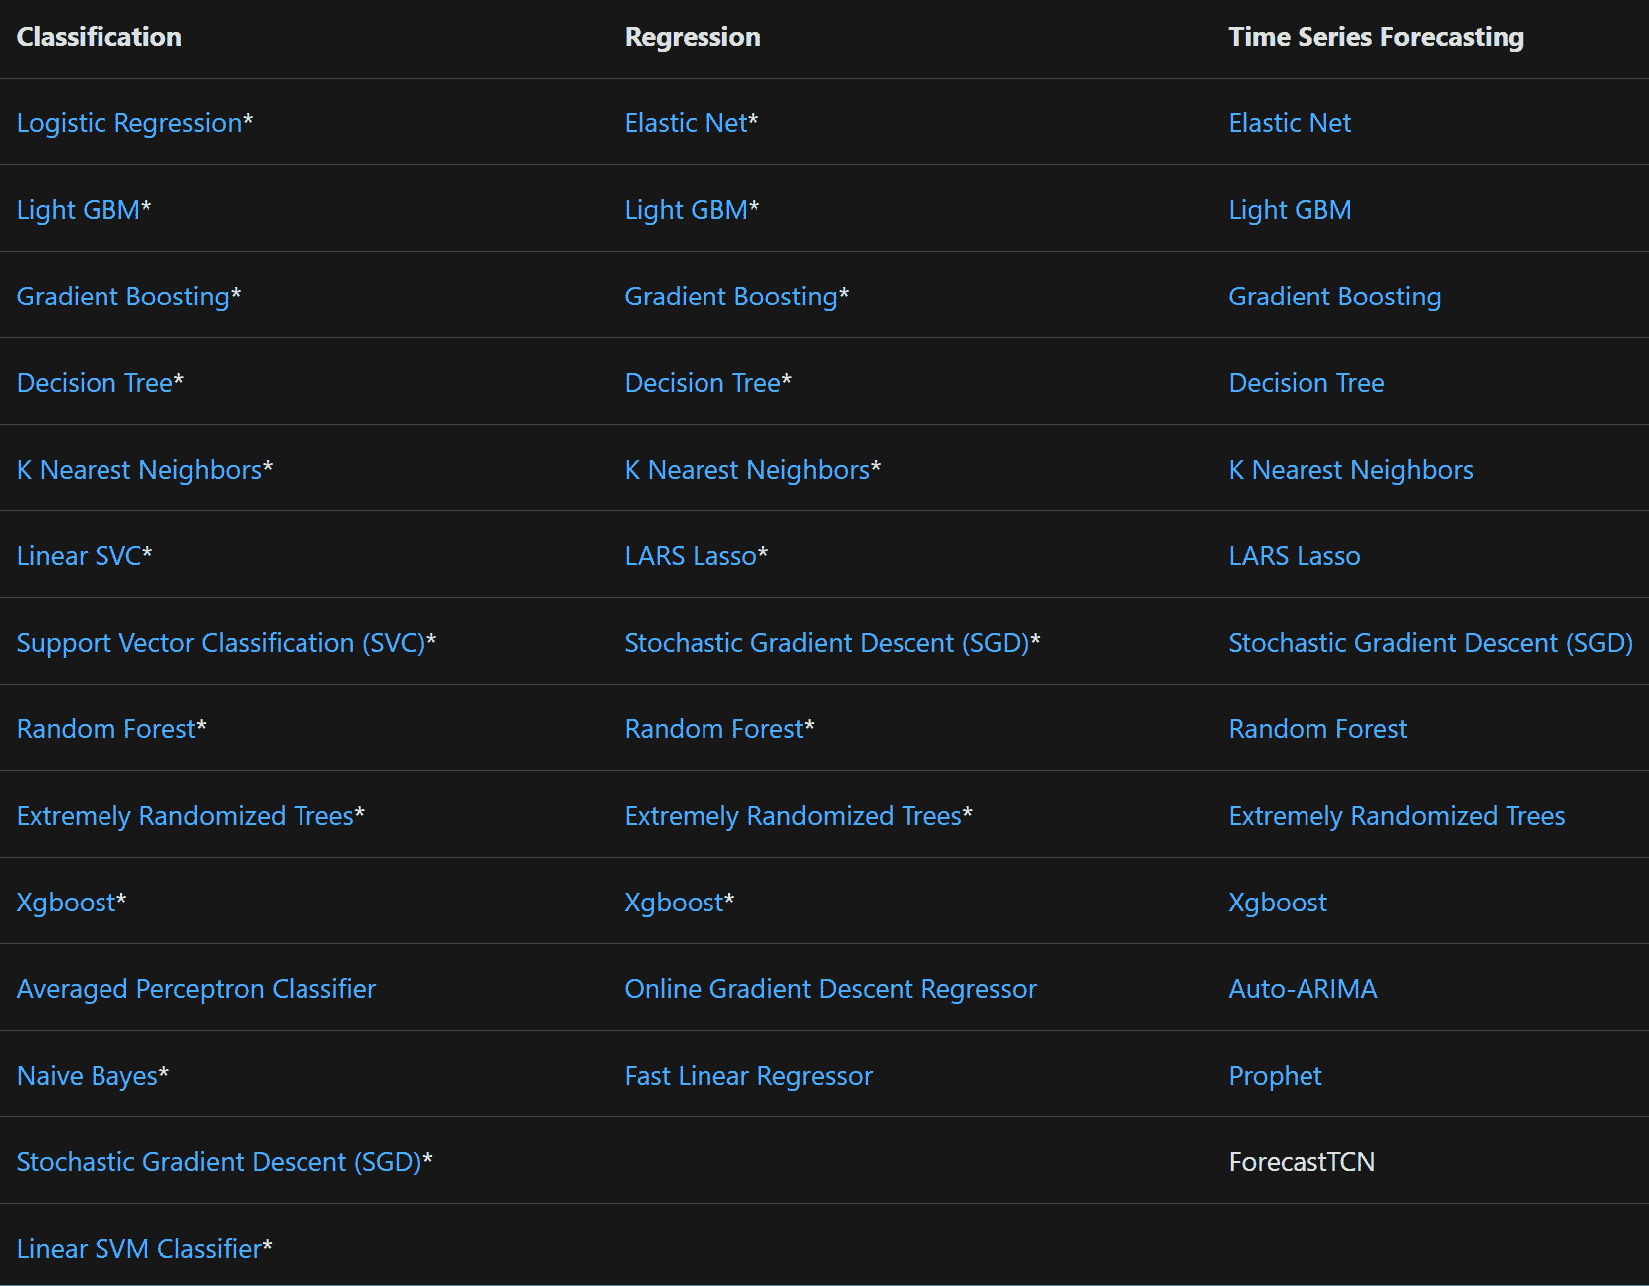 Classification Regression Time Series Forecasting
Logistic Regression* Elastic Net* Elastic Net
Light GBM* Light GBM* Light GBM
Gradient Boosting* Gradient Boosting* Gradient Boosting
Decision Tree* Decision Tree* Decision Tree
K Nearest Neighbors* K Nearest Neighbors* K Nearest Neighbors
Linear SVC* LARS Lasso* LARS Lasso
Support Vector Classification (SVC)* Stochastic Gradient Descent (SGD)* Stochastic Gradient Descent (SGD)
Random Forest* Random Forest* Random Forest
Extremely Randomized Trees* Extremely Randomized Trees* Extremely Randomized Trees
Xgboost* Xgboost* Xgboost
Averaged Perceptron Classifier Online Gradient Descent Regressor Auto-ARIMA
Naive Bayes* Fast Linear Regressor Prophet
Stochastic Gradient Descent (SGD)* ForecastTCN
Linear SVM Classifier*